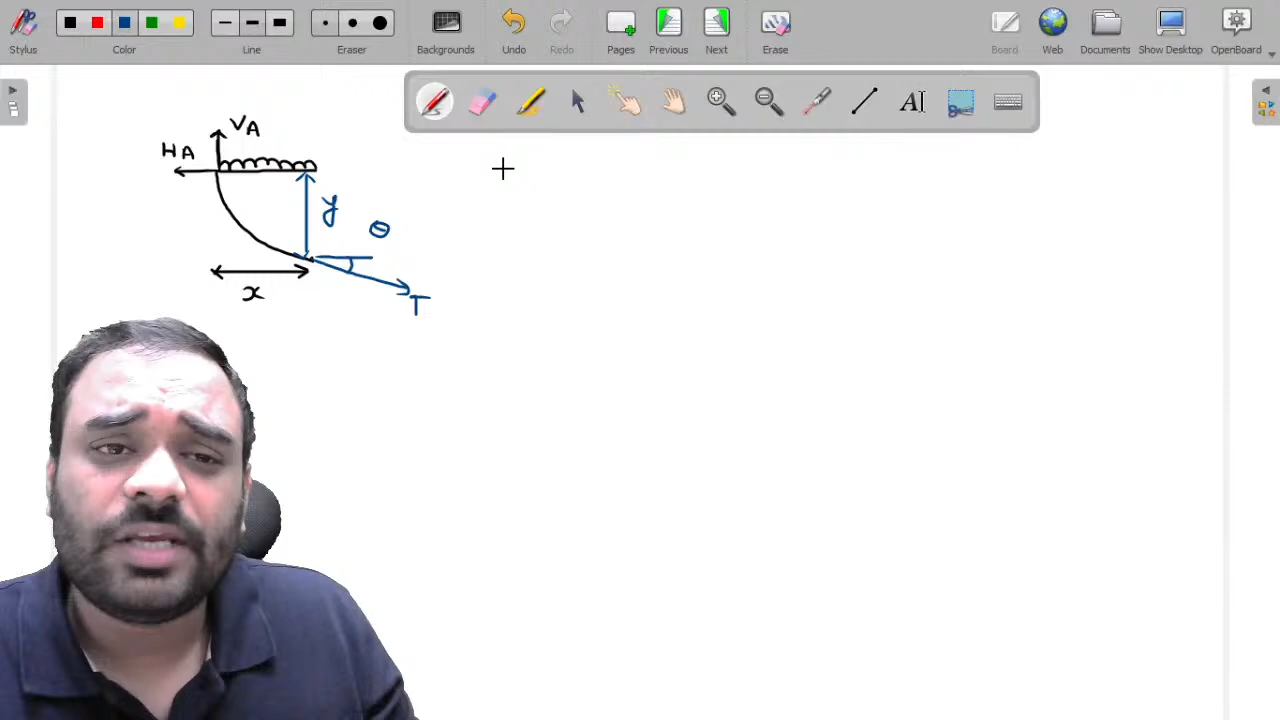 Stylus
Color
Line
Eraser
Backgrounds
Undo
Redo
Pages
Previous
Next
Erase
Board
Web
Documents
Show Desktop
OpenBoard
A
VA
HA
y
θ
x
T